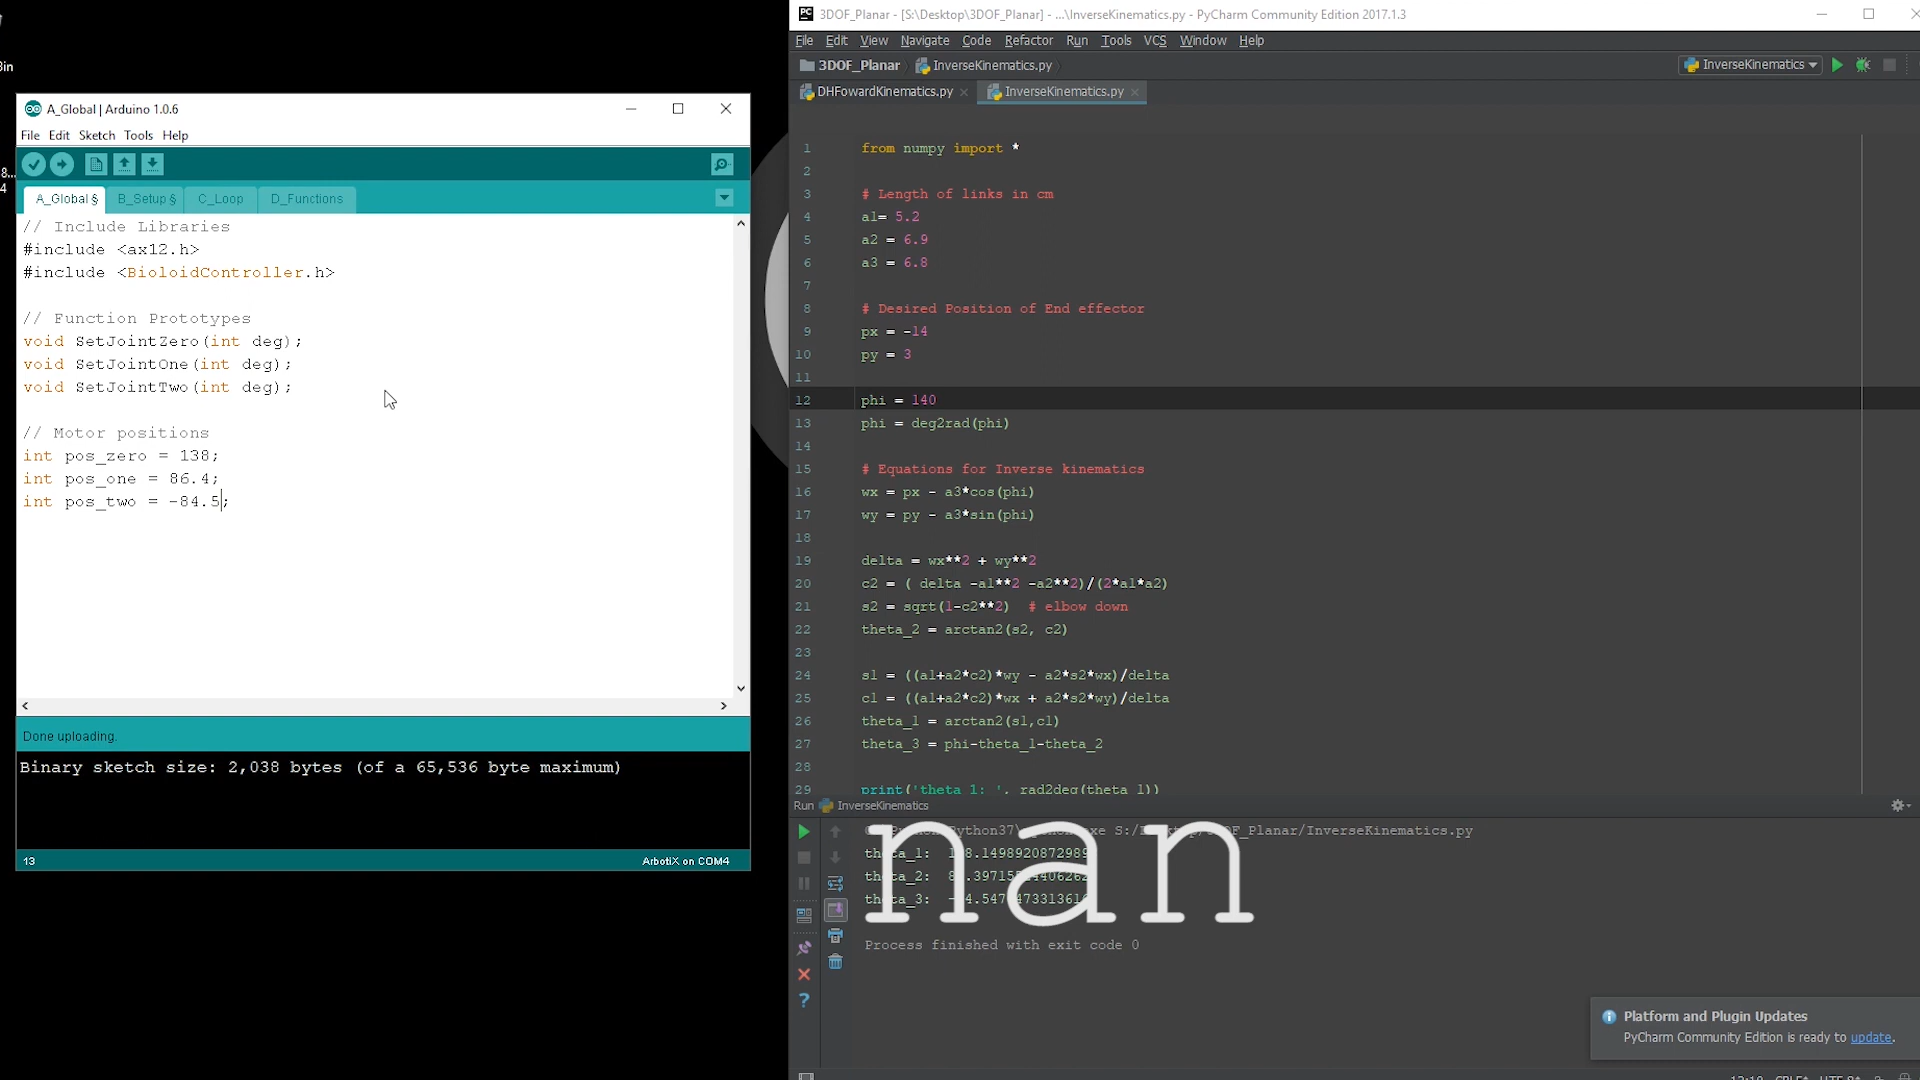 Bin
8...
4
A_Global | Arduino 1.0.6
File Edit Sketch Tools Help
A_Global § B_Setup § C_Loop D_Functions
// Include Libraries
#include <ax12.h>
#include <BioloidController.h>
// Function Prototypes
void SetJointZero(int deg);
void SetJointOne(int deg);
void SetJointTwo(int deg);
// Motor positions
int pos_zero = 138;
int pos_one = 86.4;
int pos_two = -84.5;
Done uploading.
Binary sketch size: 2,038 bytes (of a 65,536 byte maximum)
13 ArbotiX on COM4
PC 3DOF_Planar - [S:\Desktop\3DOF_Planar] - ...\InverseKinematics.py - PyCharm Community Edition 2017.1.3
File Edit View Navigate Code Refactor Run Tools VCS Window Help
3DOF_Planar InverseKinematics.py InverseKinematics
DHFowardKinematics.py InverseKinematics.py
1 from numpy import *
2
3 # Length of links in cm
4 a1= 5.2
5 a2 = 6.9
6 a3 = 6.8
7
8 # Desired Position of End effector
9 px = -14
10 py = 3
11
12 phi = 140
13 phi = deg2rad(phi)
14
15 # Equations for Inverse kinematics
16 wx = px - a3*cos(phi)
17 wy = py - a3*sin(phi)
18
19 delta = wx**2 + wy**2
20 c2 = ( delta -a1**2 -a2**2)/(2*a1*a2)
21 s2 = sqrt(1-c2**2) # elbow down
22 theta_2 = arctan2(s2, c2)
23
24 s1 = ((a1+a2*c2)*wy - a2*s2*wx)/delta
25 c1 = ((a1+a2*c2)*wx + a2*s2*wy)/delta
26 theta_1 = arctan2(s1,c1)
27 theta_3 = phi-theta_1-theta_2
28
29 print('theta_1: ', rad2deg(theta_1))
Run InverseKinematics
InverseKinematics.py
theta_1:
theta_2:
theta_3:
nan
Process finished with exit code 0
Platform and Plugin Updates
PyCharm Community Edition is ready to update.